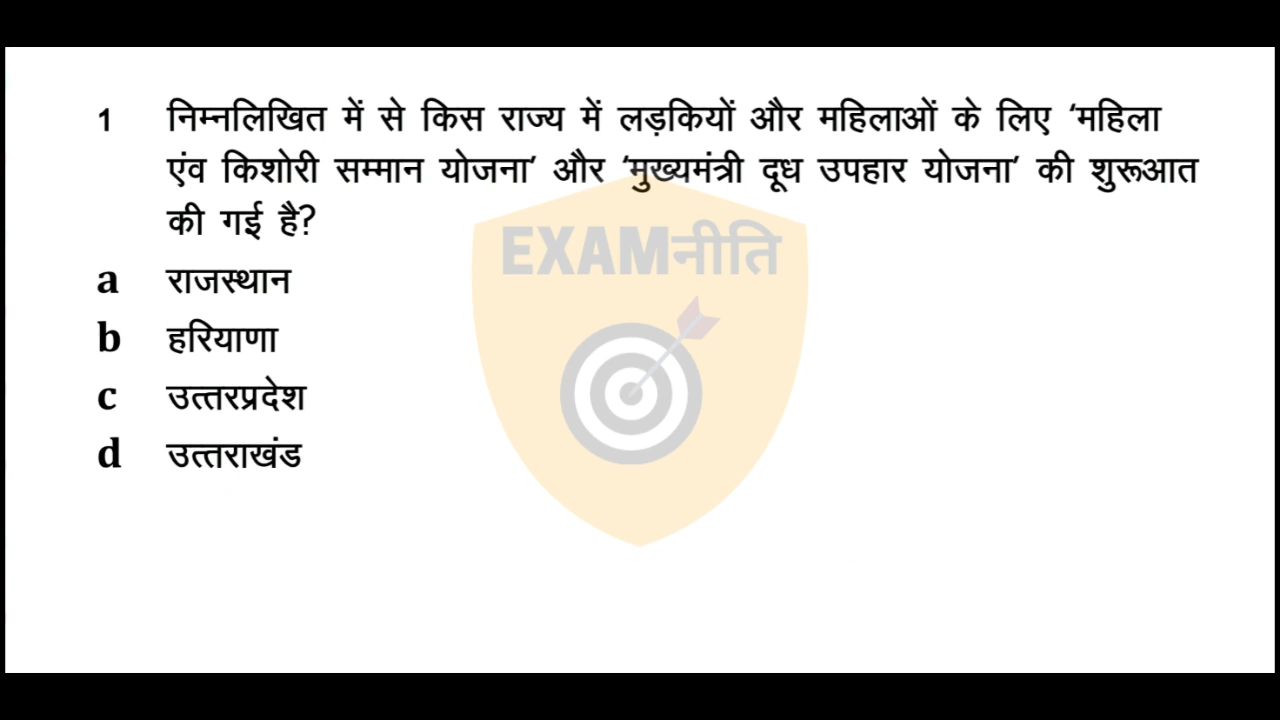 1 निम्नलिखित में से किस राज्य में लड़कियों और महिलाओं के लिए ‘महिला
एंव किशोरी सम्मान योजना’ और ‘मुख्यमंत्री दूध उपहार योजना’ की शुरूआत
की गई है?
EXAMनीति
a राजस्थान
b हरियाणा
c उत्तरप्रदेश
d उत्तराखंड